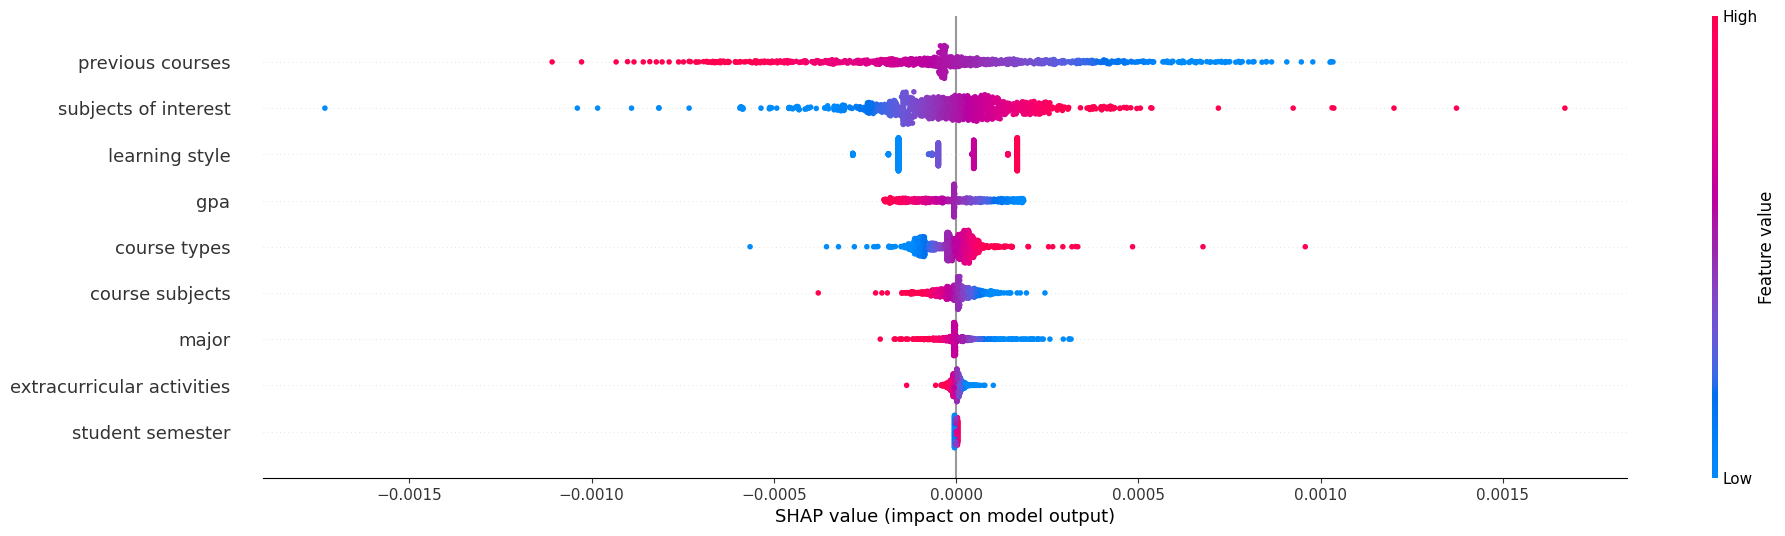 High
previous courses
subjects of interest
learning style
gpa
course types
course subjects
major
extracurricular activities
student semester
Feature value
Low
−0.0015 −0.0010 −0.0005 0.0000 0.0005 0.0010 0.0015
SHAP value (impact on model output)